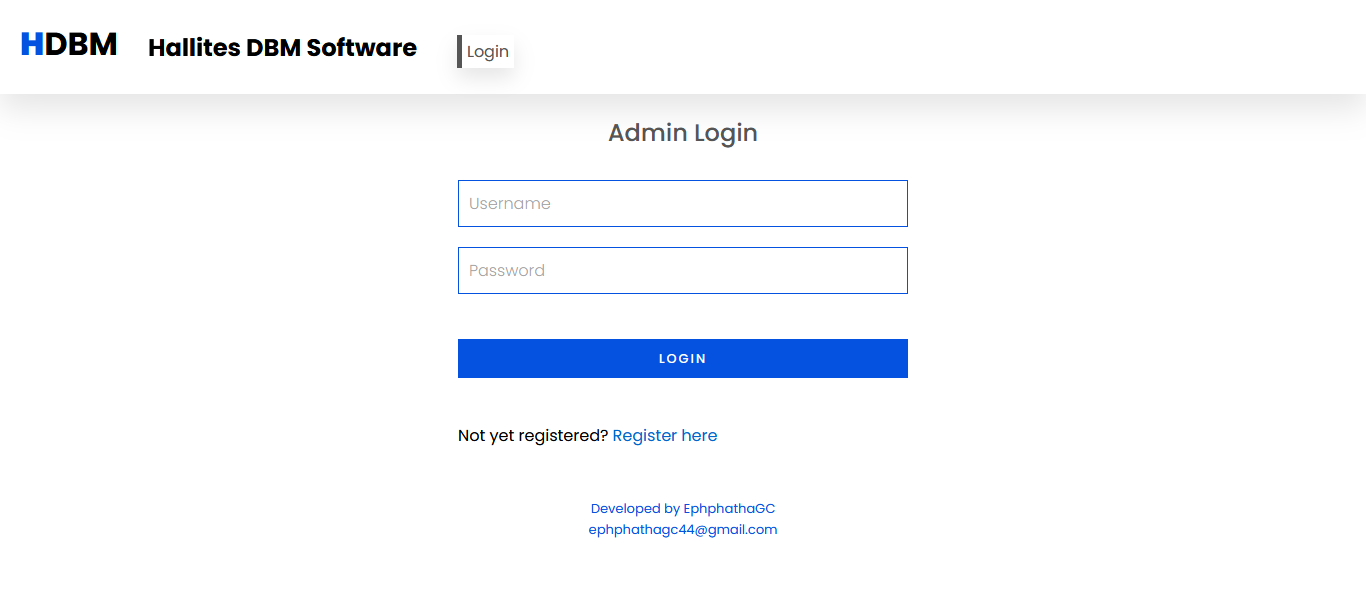 HDBM Hallites DBM Software Login
Admin Login
Username
Password
LOGIN
Not yet registered? Register here
Developed by EphphathaGC
ephphathagc44@gmail.com